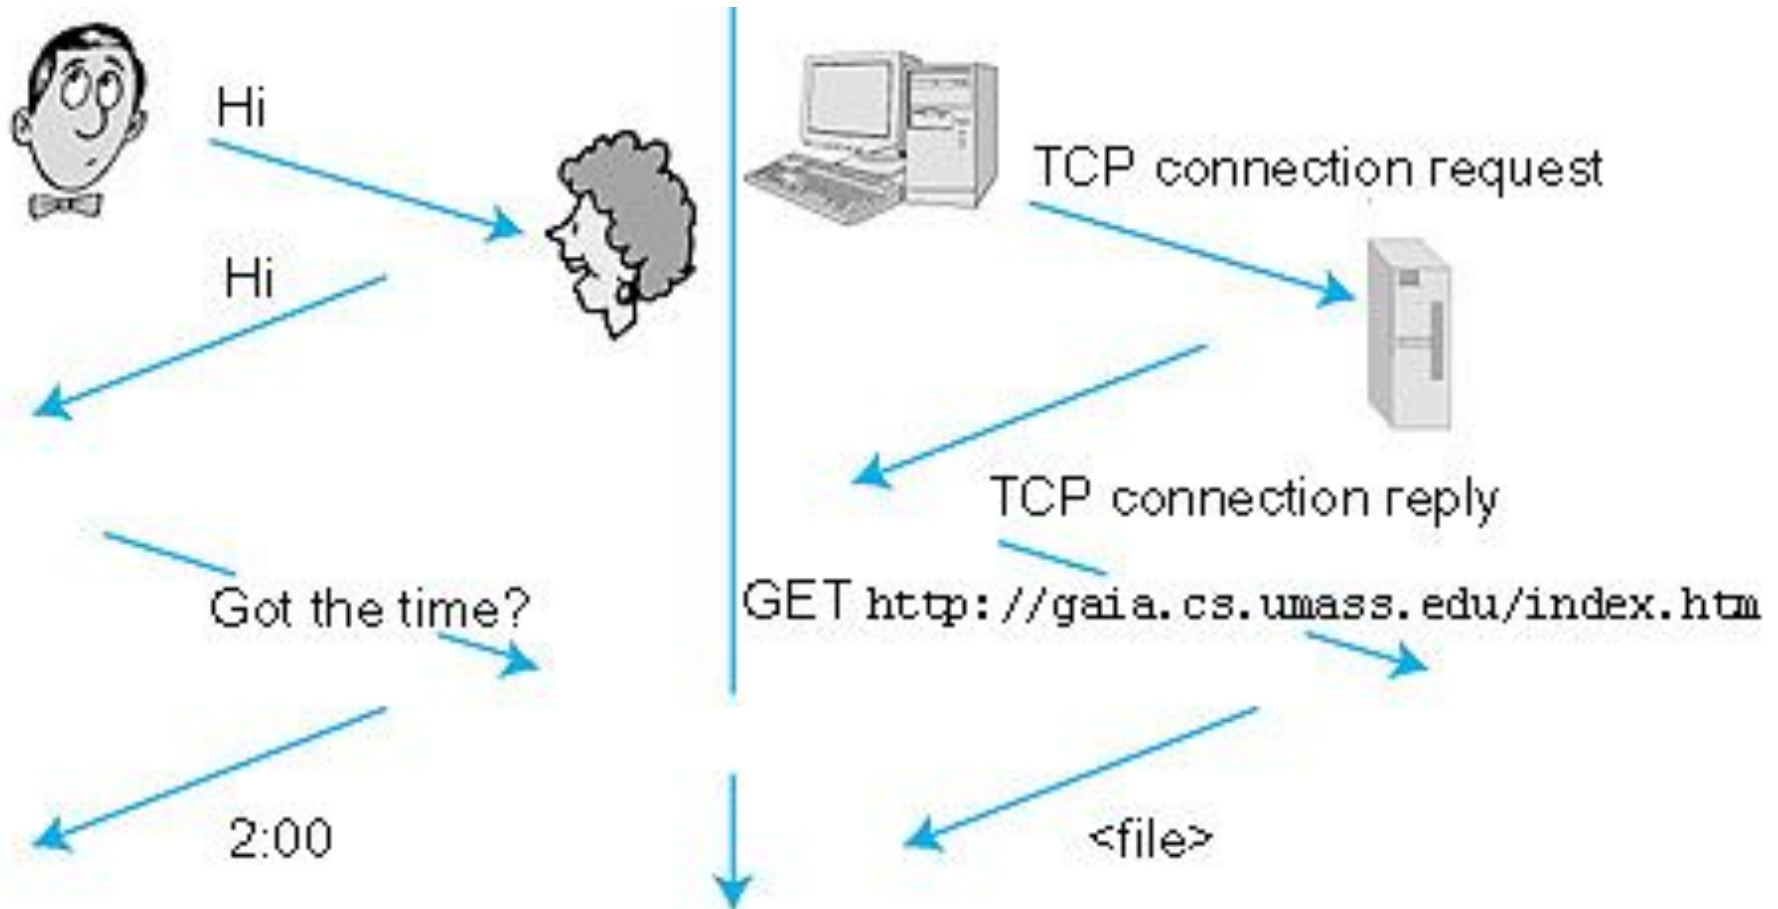 Hi
Hi
Got the time?
2:00
TCP connection request
TCP connection reply
GET http://gaia.cs.umass.edu/index.htm
<file>